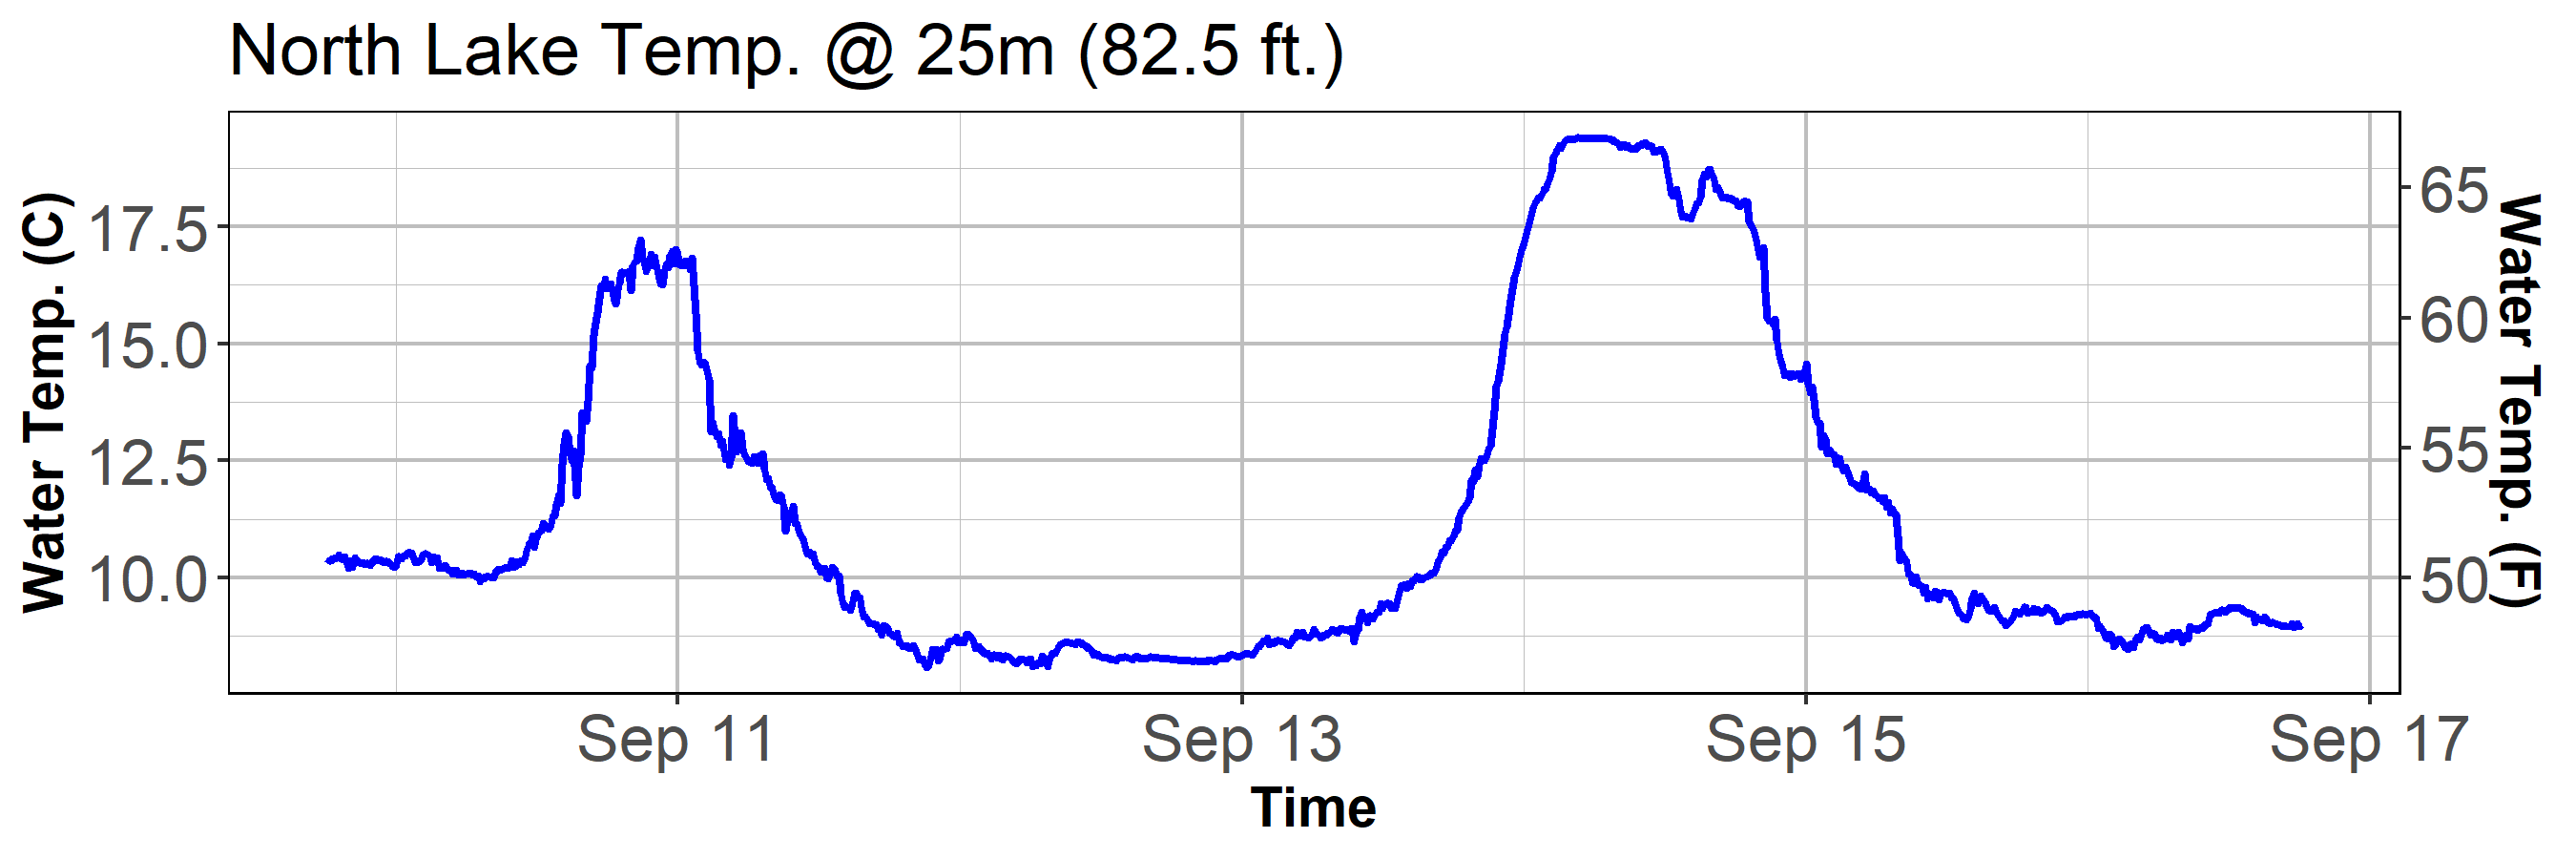 North Lake Temp. @ 25m (82.5 ft.)
Water Temp. (C)
17.5
15.0
12.5
10.0
65
60
55
50
Water Temp. (F)
Sep 11
Sep 13
Sep 15
Sep 17
Time